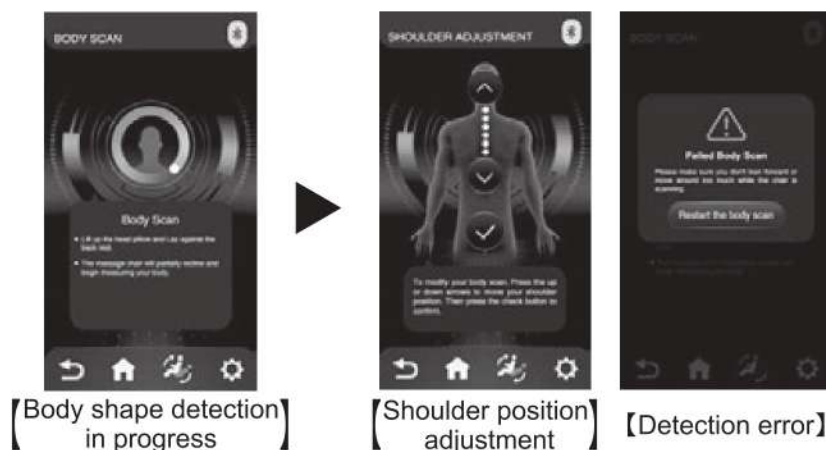 BODY SCAN
Body Scan
Lift up the head pillow and Lay against the
back rest.
The massage chair will partially recline and
begin measuring your body.
【Body shape detection
in progress】
SHOULDER ADJUSTMENT
To modify your body scan. Press the up
or down arrows to move your shoulder
position. Then press the check button to
confirm.
【Shoulder position
adjustment】
BODY SCAN
Failed Body Scan
Please make sure you don't lean forward or
move around too much while the chair is
scanning.
Restart the body scan
【Detection error】